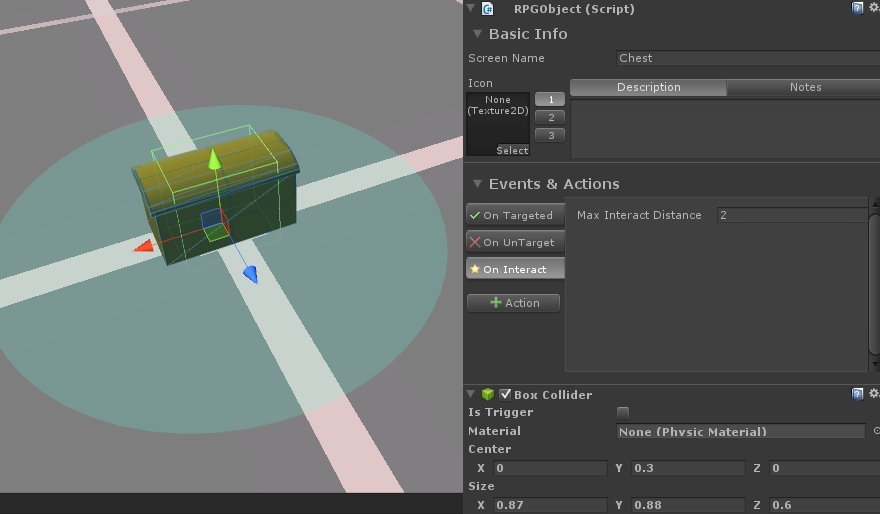 RPGObject (Script)
Basic Info
Screen Name Chest
Icon
None
(Texture2D)
Select
1
2
3
Description Notes
Events & Actions
On Targeted
On UnTarget
On Interact
Action
Max Interact Distance 2
Box Collider
Is Trigger
Material None (Physic Material)
Center
X 0 Y 0.3 Z 0
Size
X 0.87 Y 0.88 Z 0.6